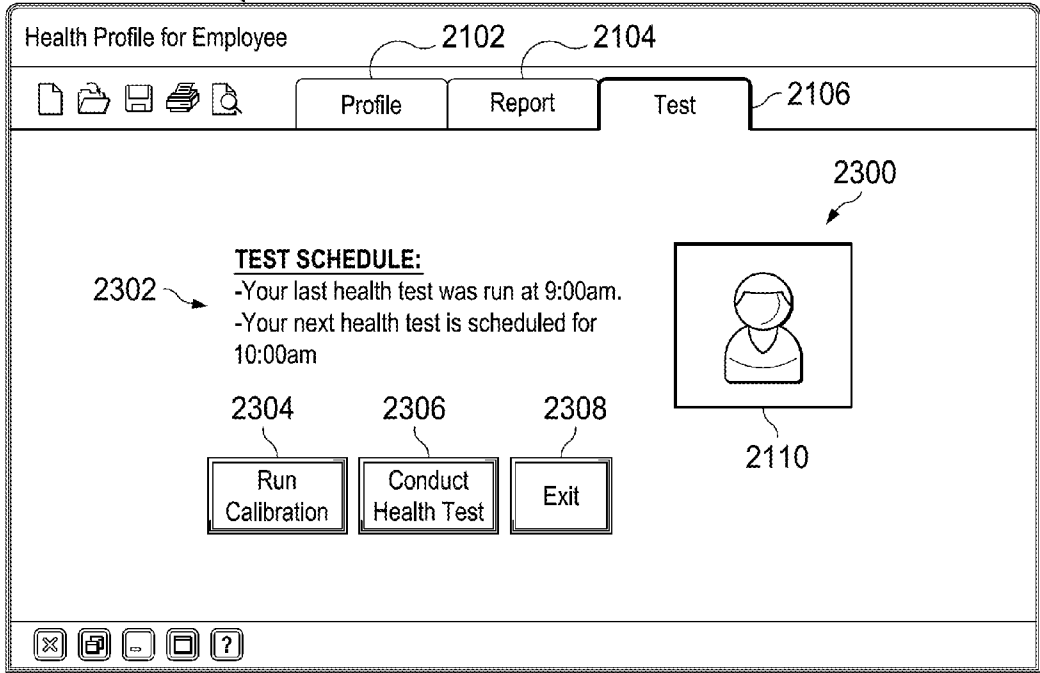 Health Profile for Employee
2102
2104
Profile
Report
Test
2106
2300
TEST SCHEDULE:
2302
-Your last health test was run at 9:00am.
-Your next health test is scheduled for
10:00am
2304
2306
2308
2110
Run
Calibration
Conduct
Health Test
Exit
?